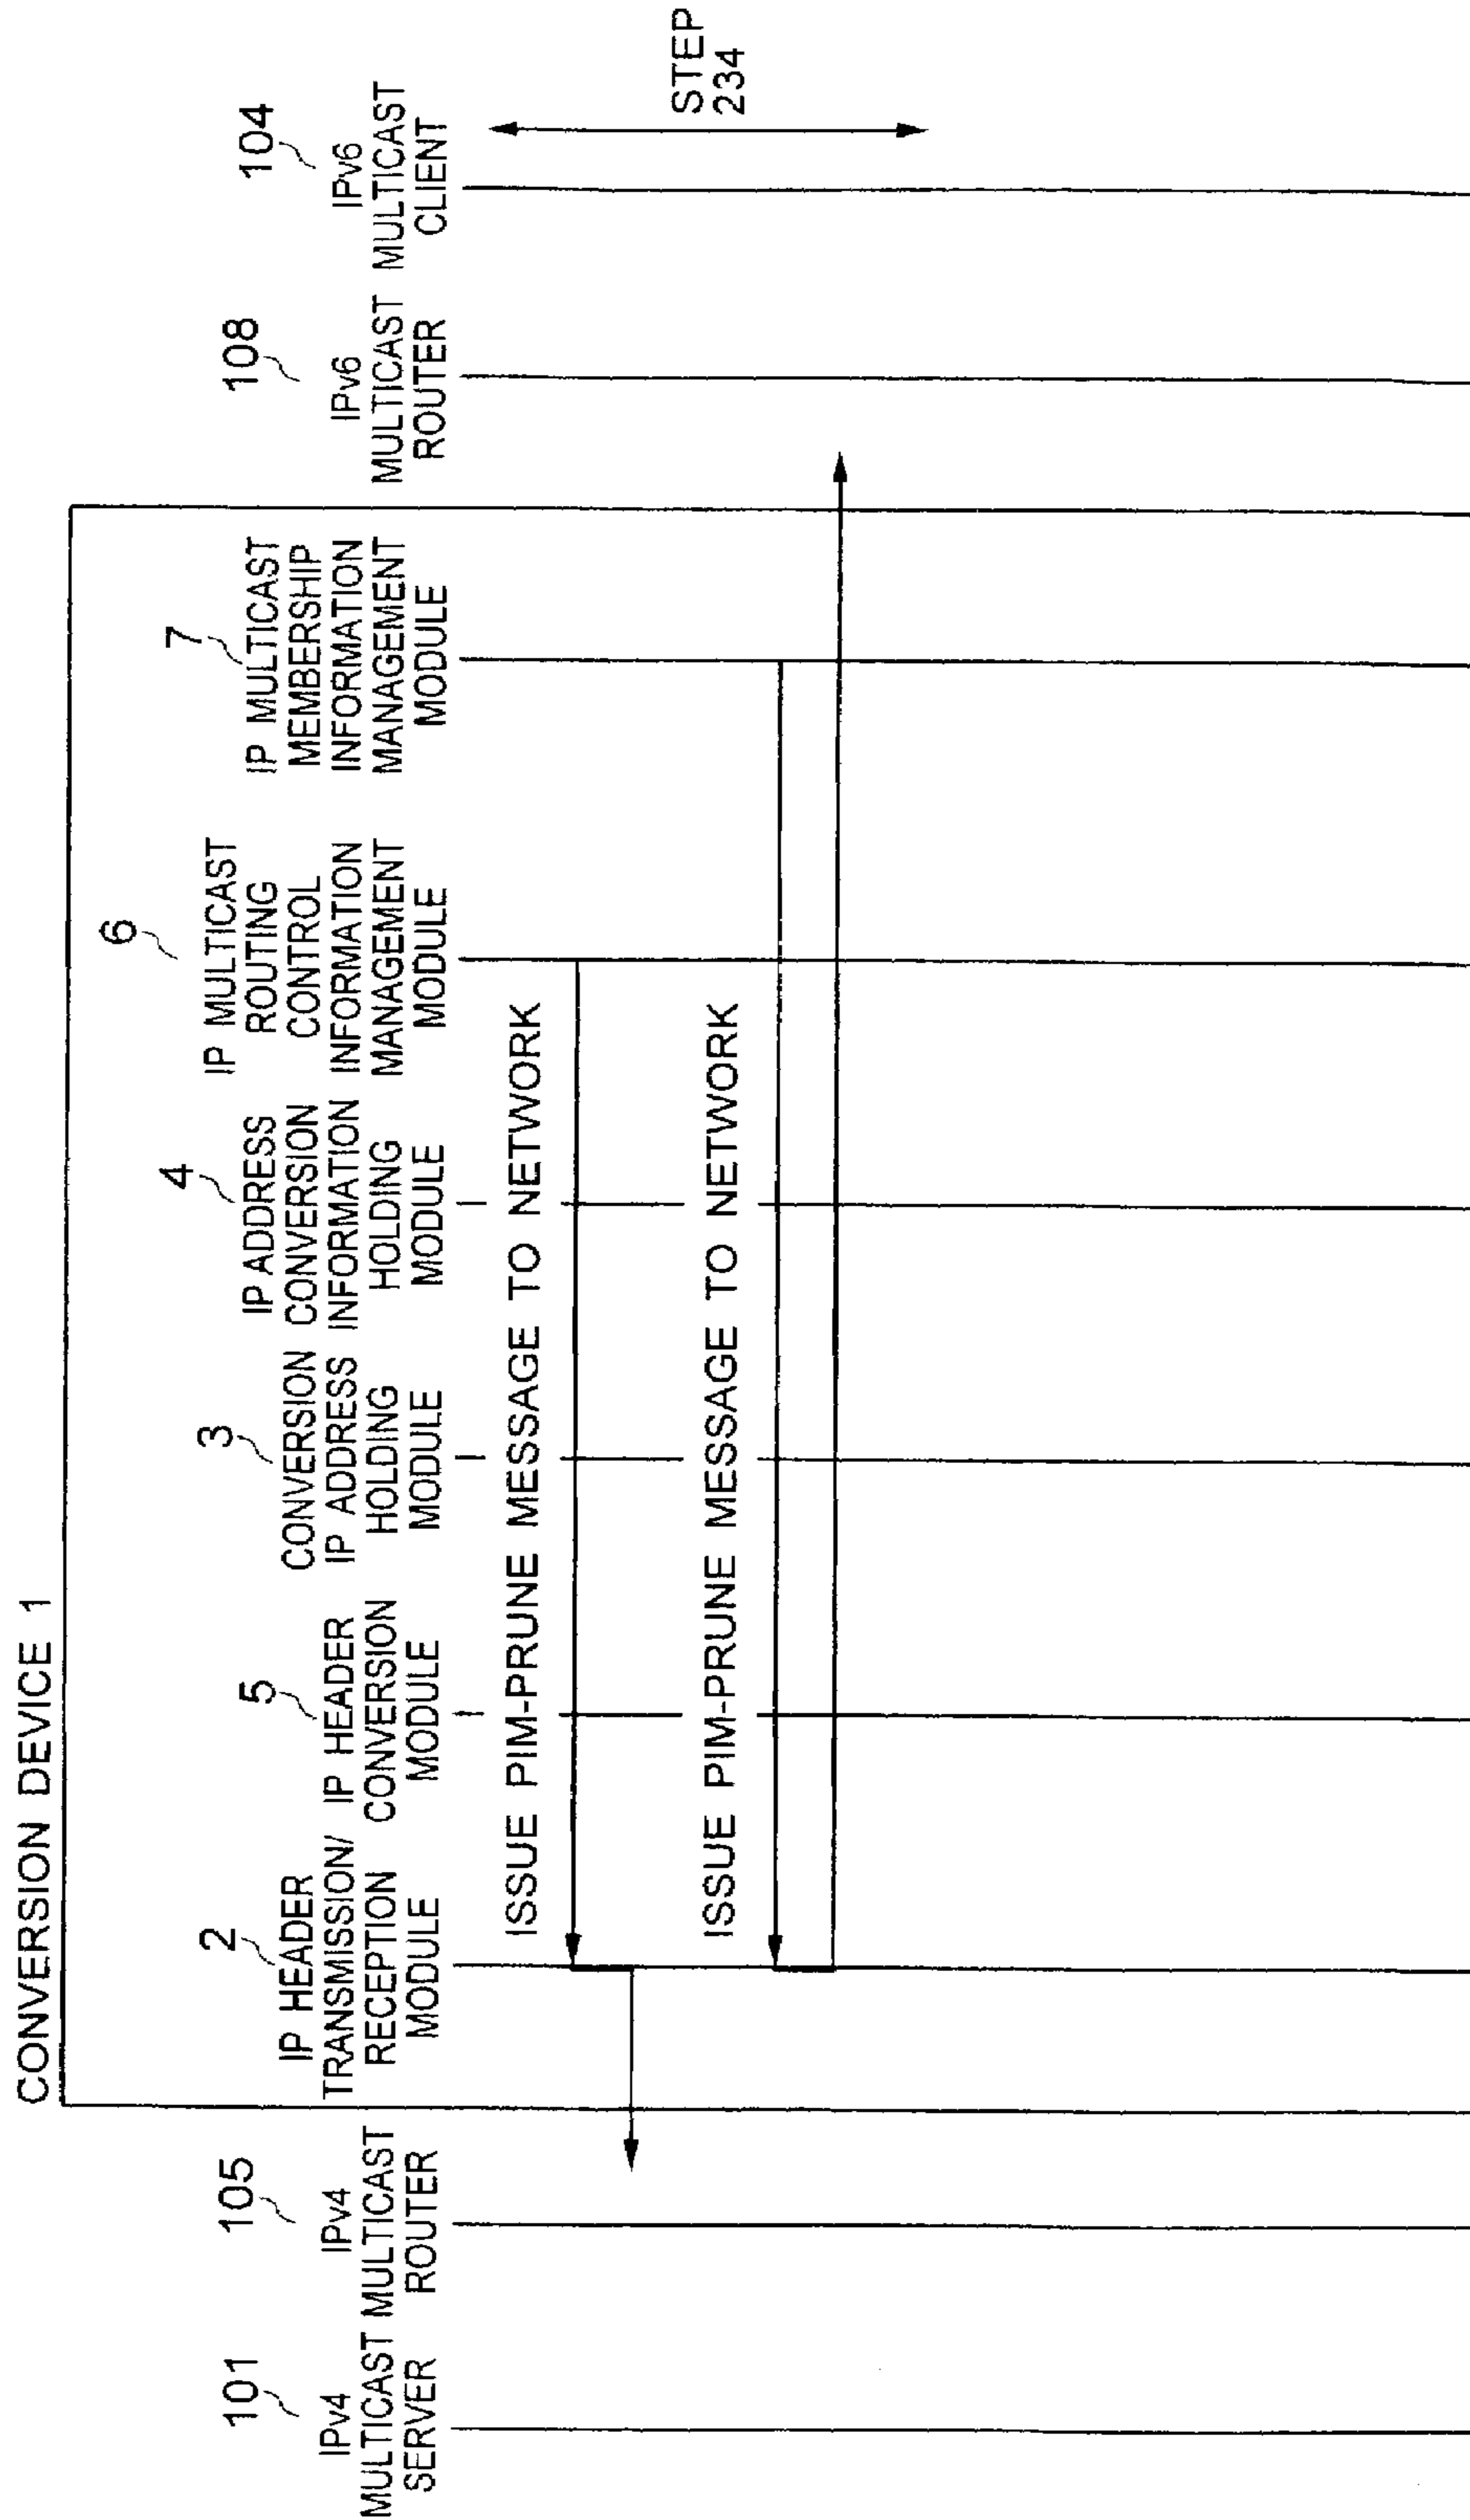 CONVERSION DEVICE 1
101
IPv4
MULTICAST
SERVER
105
IPv4
MULTICAST
ROUTER
2
IP HEADER
TRANSMISSION/
RECEPTION
MODULE
5
IP HEADER
CONVERSION
MODULE
3
CONVERSION
IP ADDRESS
HOLDING
MODULE
4
IP ADDRESS
CONVERSION
INFORMATION
HOLDING
MODULE
6
IP MULTICAST
ROUTING
CONTROL
INFORMATION
MANAGEMENT
MODULE
7
IP MULTICAST
MEMBERSHIP
INFORMATION
MANAGEMENT
MODULE
108
IPv6
MULTICAST
ROUTER
104
IPv6
MULTICAST
CLIENT
ISSUE PIM-PRUNE MESSAGE TO NETWORK
ISSUE PIM-PRUNE MESSAGE TO NETWORK
STEP
234